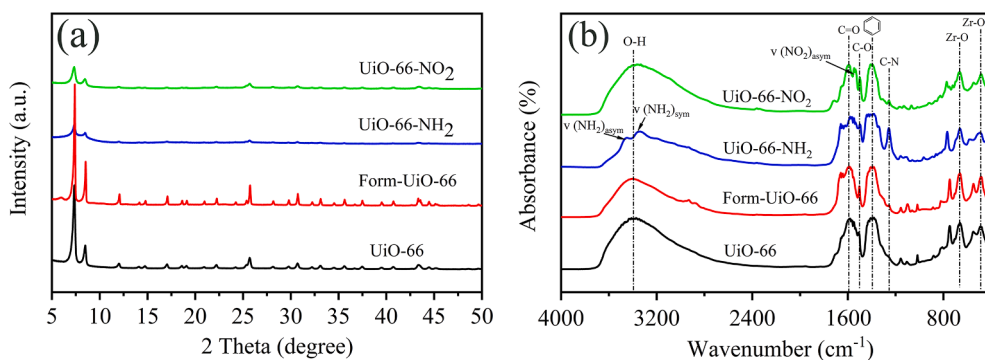 (a)
UiO-66-NO2
UiO-66-NH2
Form-UiO-66
UiO-66
Intensity (a.u.)
5 10 15 20 25 30 35 40 45 50
2 Theta (degree)
(b)
O-H
C=O
C-O
ν (NO2)asym
C-N
Zr-O
Zr-O
UiO-66-NO2
ν (NH2)asym
ν (NH2)sym
UiO-66-NH2
Form-UiO-66
UiO-66
Absorbance (%)
4000 3200 2400 1600 800
Wavenumber (cm⁻¹)